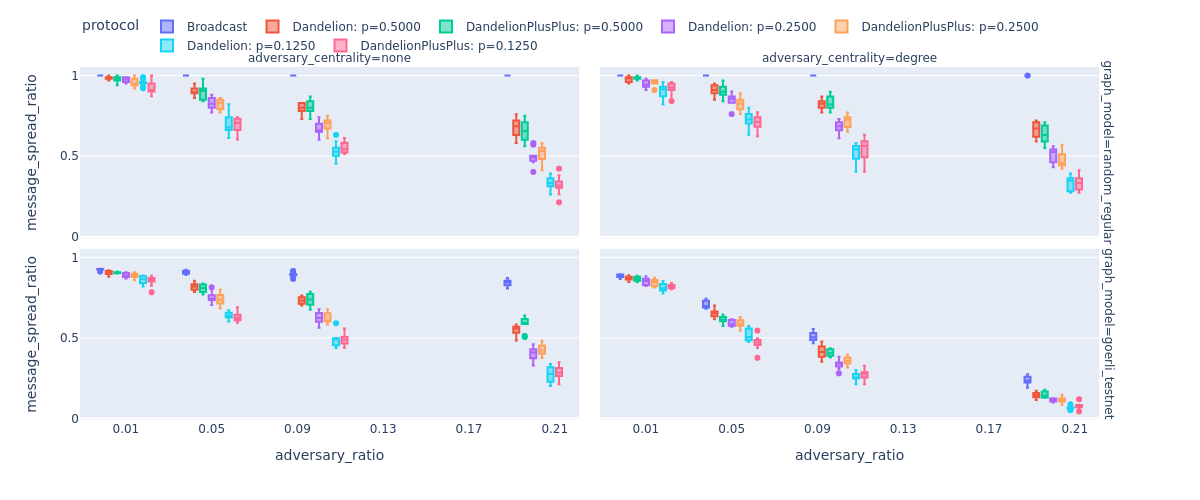 protocol
Broadcast
Dandelion: p=0.5000
DandelionPlusPlus: p=0.5000
Dandelion: p=0.2500
DandelionPlusPlus: p=0.2500
Dandelion: p=0.1250
DandelionPlusPlus: p=0.1250
adversary_centrality=none
adversary_centrality=degree
message_spread_ratio
1
0.5
0
graph_model=random_regular
message_spread_ratio
1
0.5
0
graph_model=goerli_testnet
0.01
0.05
0.09
0.13
0.17
0.21
0.01
0.05
0.09
0.13
0.17
0.21
adversary_ratio
adversary_ratio